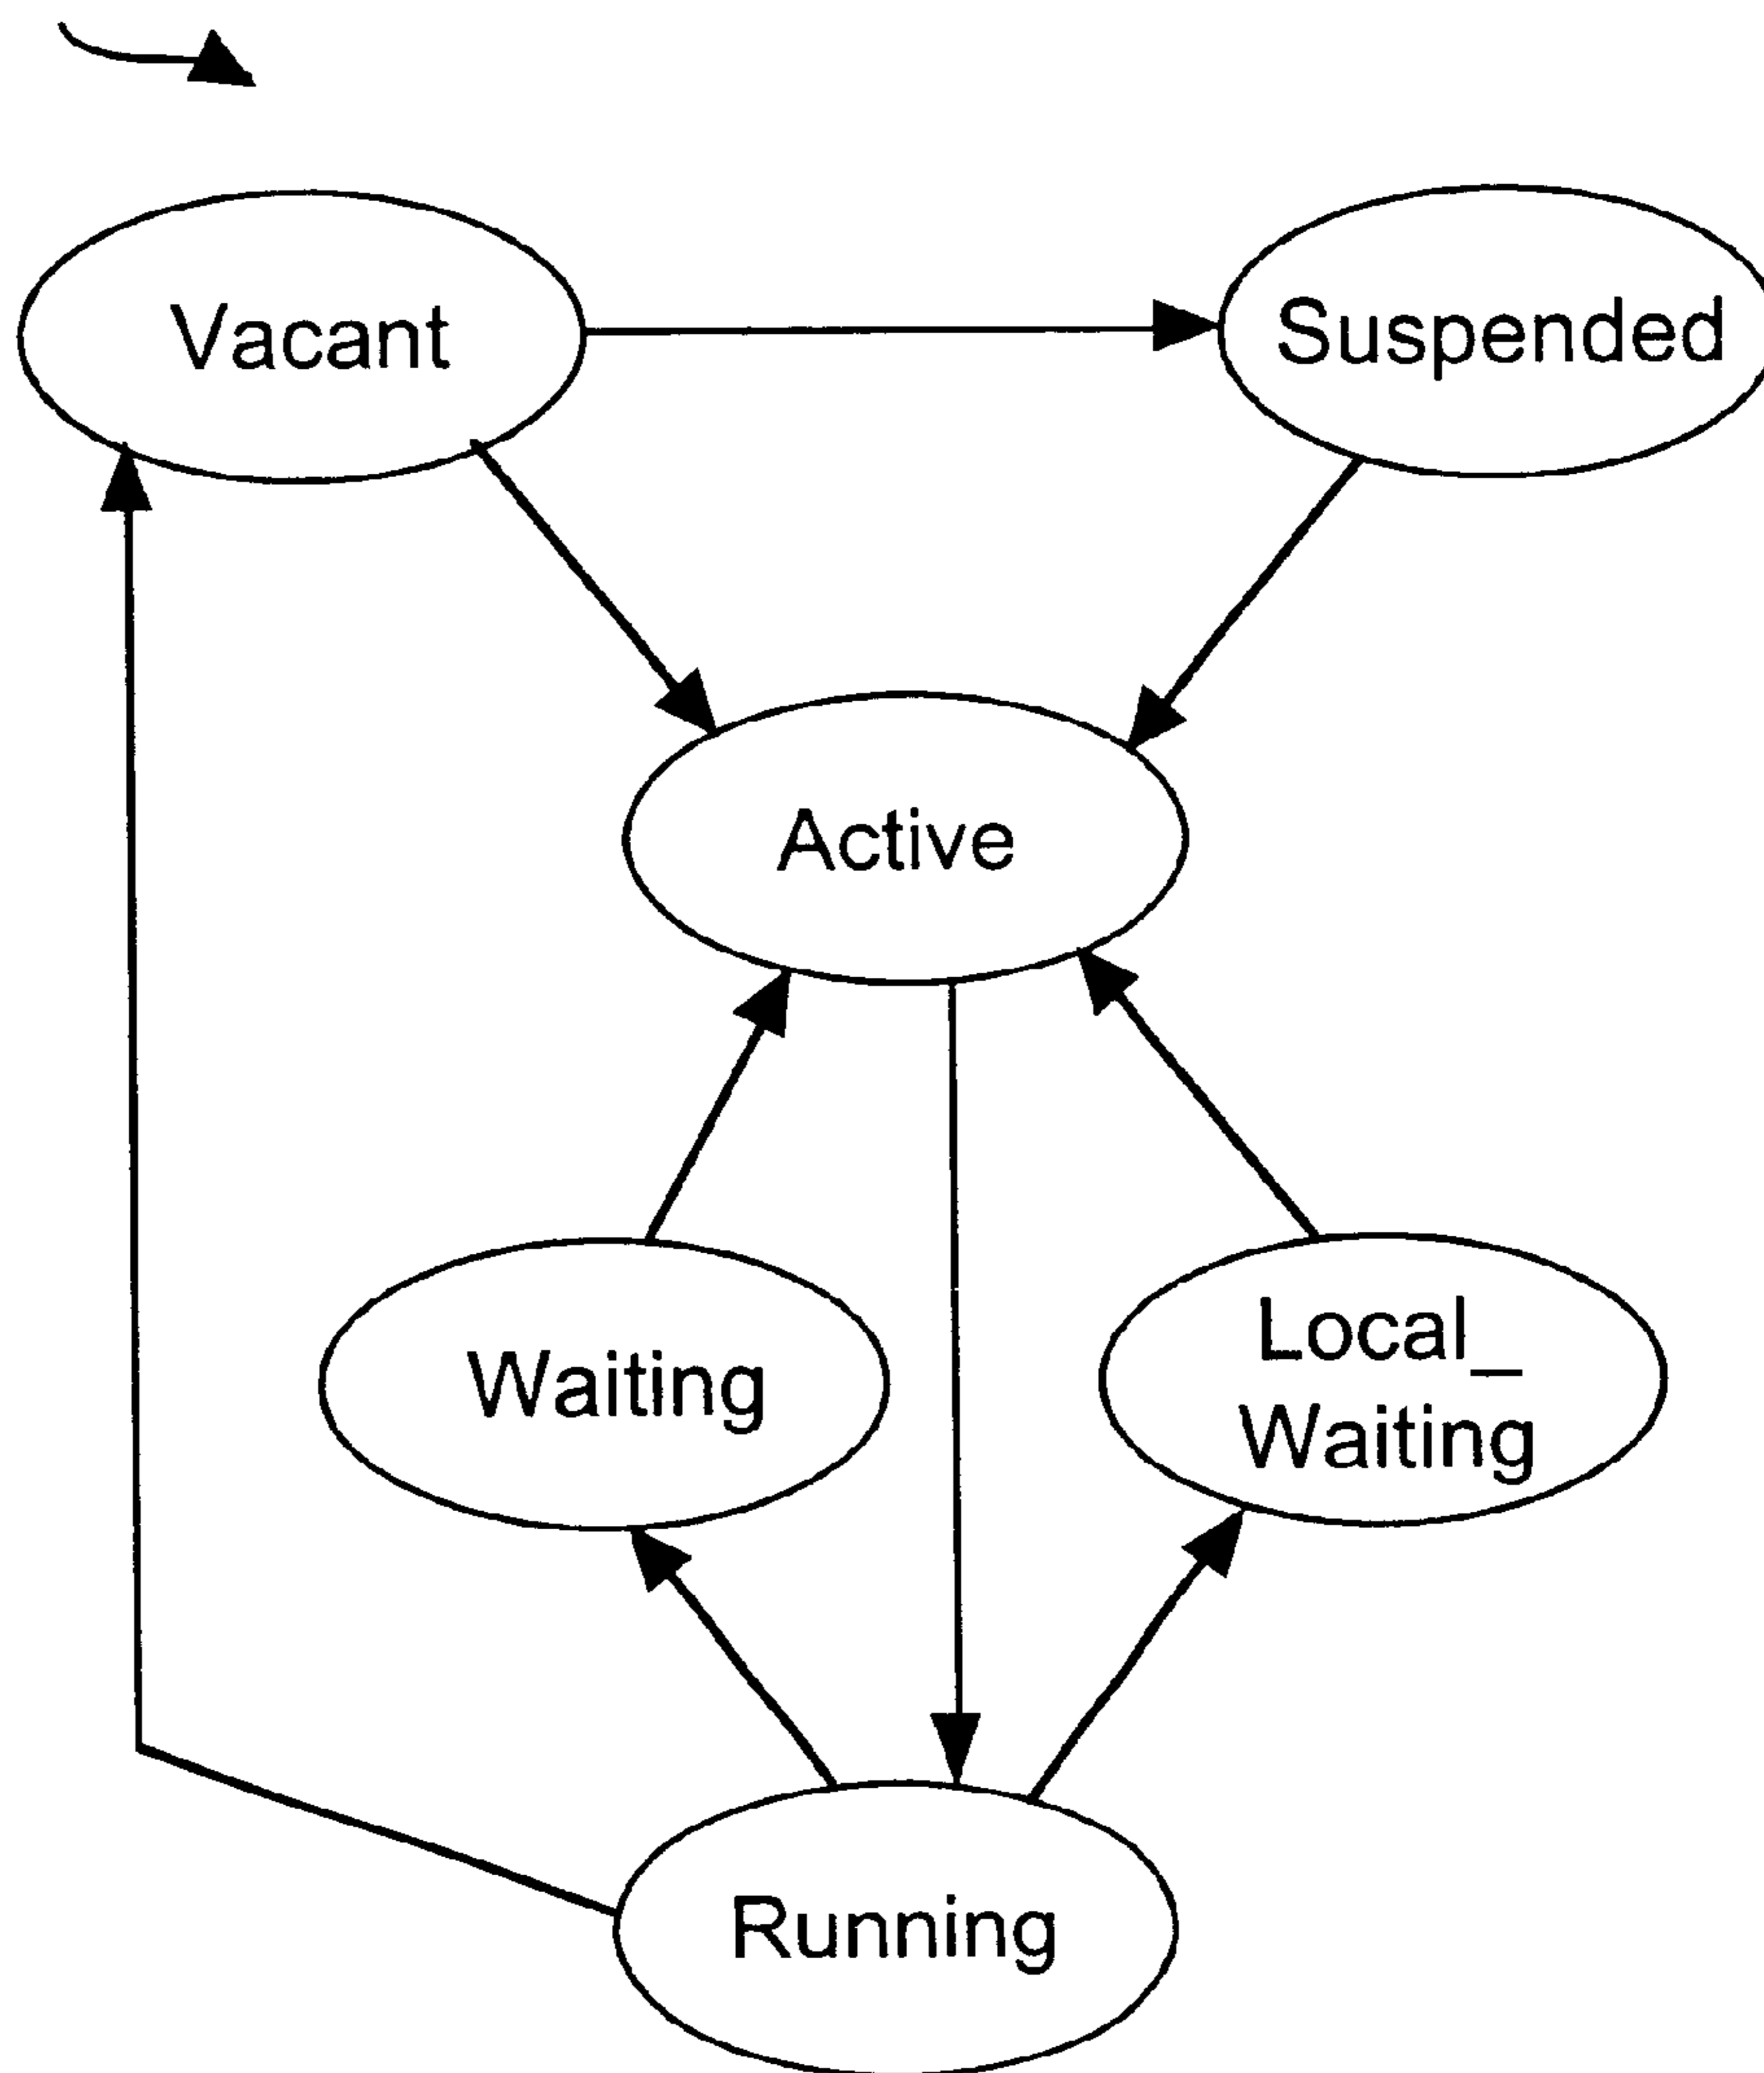 Vacant
Suspended
Active
Waiting
Local_
Waiting
Running